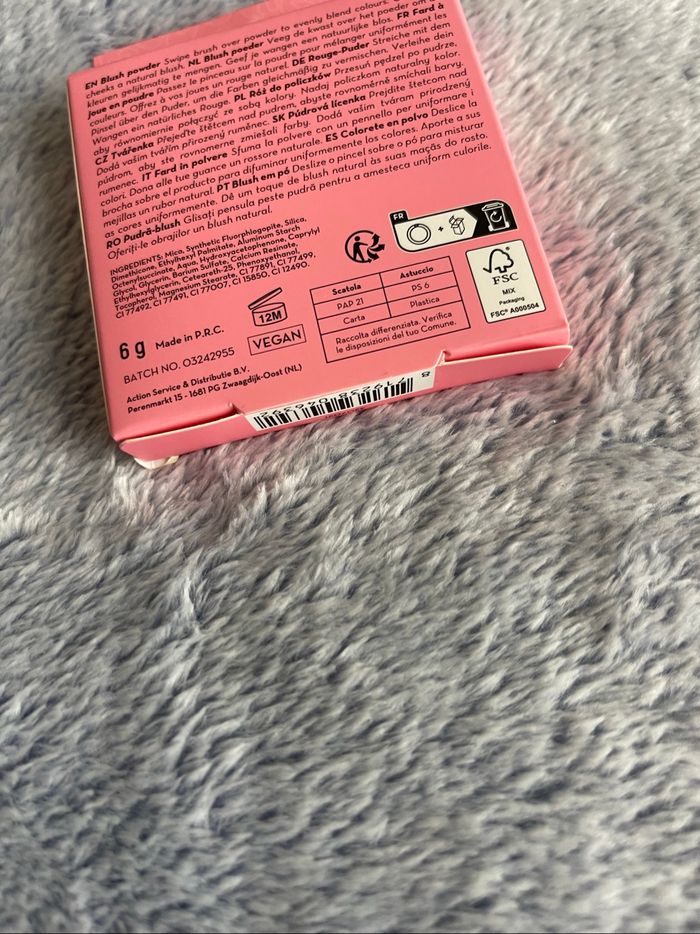 EN Blush powder Swipe brush over powder to evenly blend colours.
cheeks a natural blush. NL Blush poeder Veeg de kwast over het poeder om
kleuren gelijkmatig te mengen. Geef je wangen een natuurlijke blos. FR Fard à
joue en poudre Passez le pinceau sur la poudre pour mélanger uniformément les
couleurs. Offrez à vos joues un rouge naturel. DE Rouge-Puder Streiche mit dem
Pinsel über den Puder, um die Farben gleichmäßig zu vermischen. Verleihe dein
Wangen ein natürliches Rouge. PL Róż do policzków Przesuń pędzel po pudrze,
aby równomiernie połączyć ze sobą kolory. Nadaj policzkom naturalny kolor.
CZ Tvářenka Přejeďte štětcem nad pudrem, abyste rovnoměrně smíchali barvy.
Dodá vašim tvářím přirozený ruměnec. SK Púdrová lícenka Prejdite štetcom nad
púdrom, aby ste rovnomerne zmiešali farby. Dodá vašim tváram prirodzený
rumenec. IT Fard in polvere Sfuma la polvere con un pennello per uniformare i
colori. Dona alle tue guance un rossore naturale. ES Colorete en polvo Deslice la
brocha sobre el producto para difuminar uniformemente los colores. Aporte a sus
mejillas un rubor natural. PT Blush em pó Deslize o pincel sobre o pó para misturar
as cores uniformemente. Dê um toque de blush natural às suas maçãs do rosto.
RO Pudră-blush Glisați pensula peste pudră pentru a amesteca uniform culorile.
Oferiți-le obrajilor un blush natural.
INGREDIENTS: Mica, Synthetic Fluorphlogopite, Silica,
Dimethicone, Ethylhexyl Palmitate, Aluminum Starch
Octenylsuccinate, Aqua, Hydroxyacetophenone, Caprylyl
Glycol, Glycerin, Barium Sulfate, Calcium Resinate,
Ethylhexylglycerin, Ceteareth-25, Phenoxyethanol,
Tocopherol, Magnesium Stearate, CI 77891, CI 77499,
CI 77492, CI 77491, CI 77007, CI 15850, CI 12490.
FR
+
6 g Made in P.R.C.
12M
BATCH NO. 03242955
VEGAN
Action Service & Distributie B.V.
Perenmarkt 15 - 1681 PG Zwaagdijk-Oost (NL)
Scatola Astuccio
PAP 21 PS 6
Carta Plastica
Raccolta differenziata. Verifica
le disposizioni del tuo Comune.
FSC
MIX
Packaging
FSC® A000504